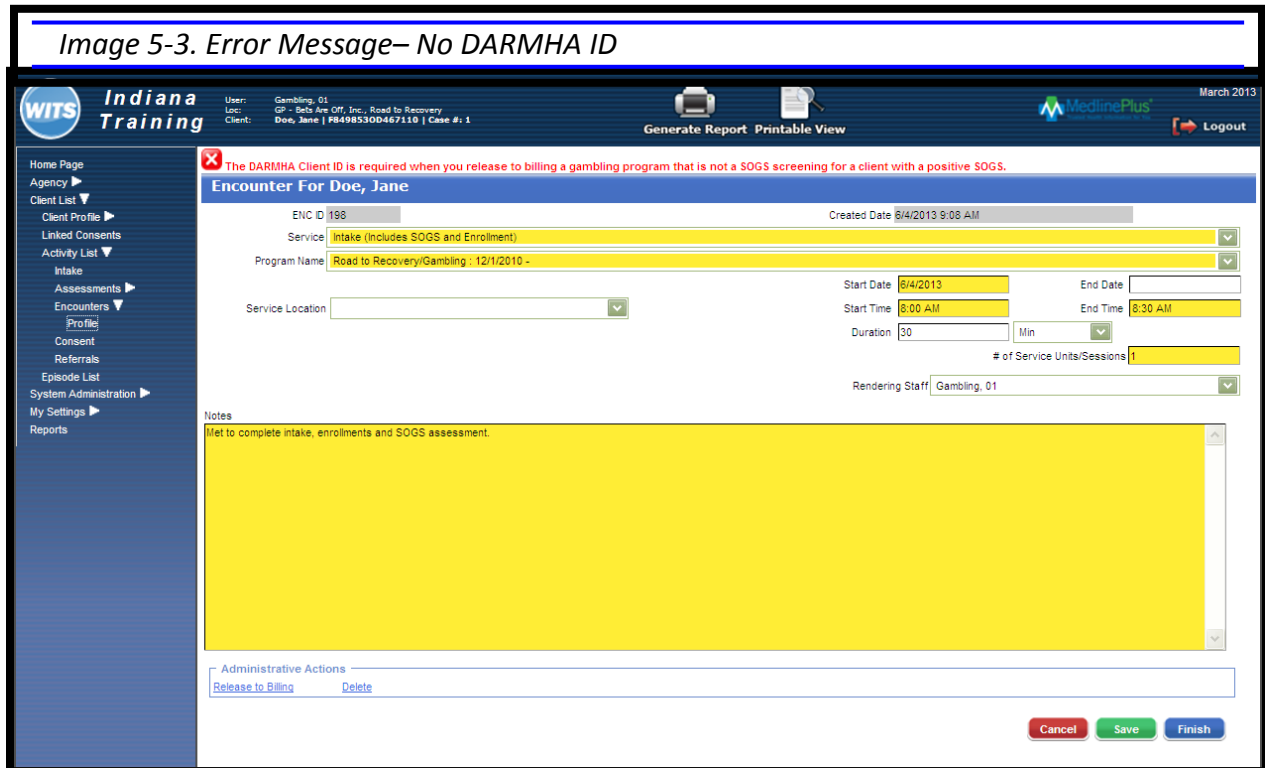 Image 5-3. Error Message– No DARMHA ID
WITS
Indiana
Training
User: Gambling, 01
Loc: GP - Bets Are Off, Inc., Road to Recovery
Client: Doe, Jane | F849853OD467110 | Case #: 1
Generate Report Printable View
MedlinePlus
March 2013
Logout
Home Page
Agency
Client List
Client Profile
Linked Consents
Activity List
Intake
Assessments
Encounters
Profile
Consent
Referrals
Episode List
System Administration
My Settings
Reports
The DARMHA Client ID is required when you release to billing a gambling program that is not a SOGS screening for a client with a positive SOGS.
Encounter For Doe, Jane
ENC ID 198 Created Date 6/4/2013 9:08 AM
Service Intake (Includes SOGS and Enrollment)
Program Name Road to Recovery/Gambling : 12/1/2010 -
Start Date 6/4/2013 End Date
Service Location Start Time 8:00 AM End Time 8:30 AM
Duration 30 Min
# of Service Units/Sessions 1
Rendering Staff Gambling, 01
Notes
Met to complete intake, enrollments and SOGS assessment.
Administrative Actions
Release to Billing Delete
Cancel Save Finish